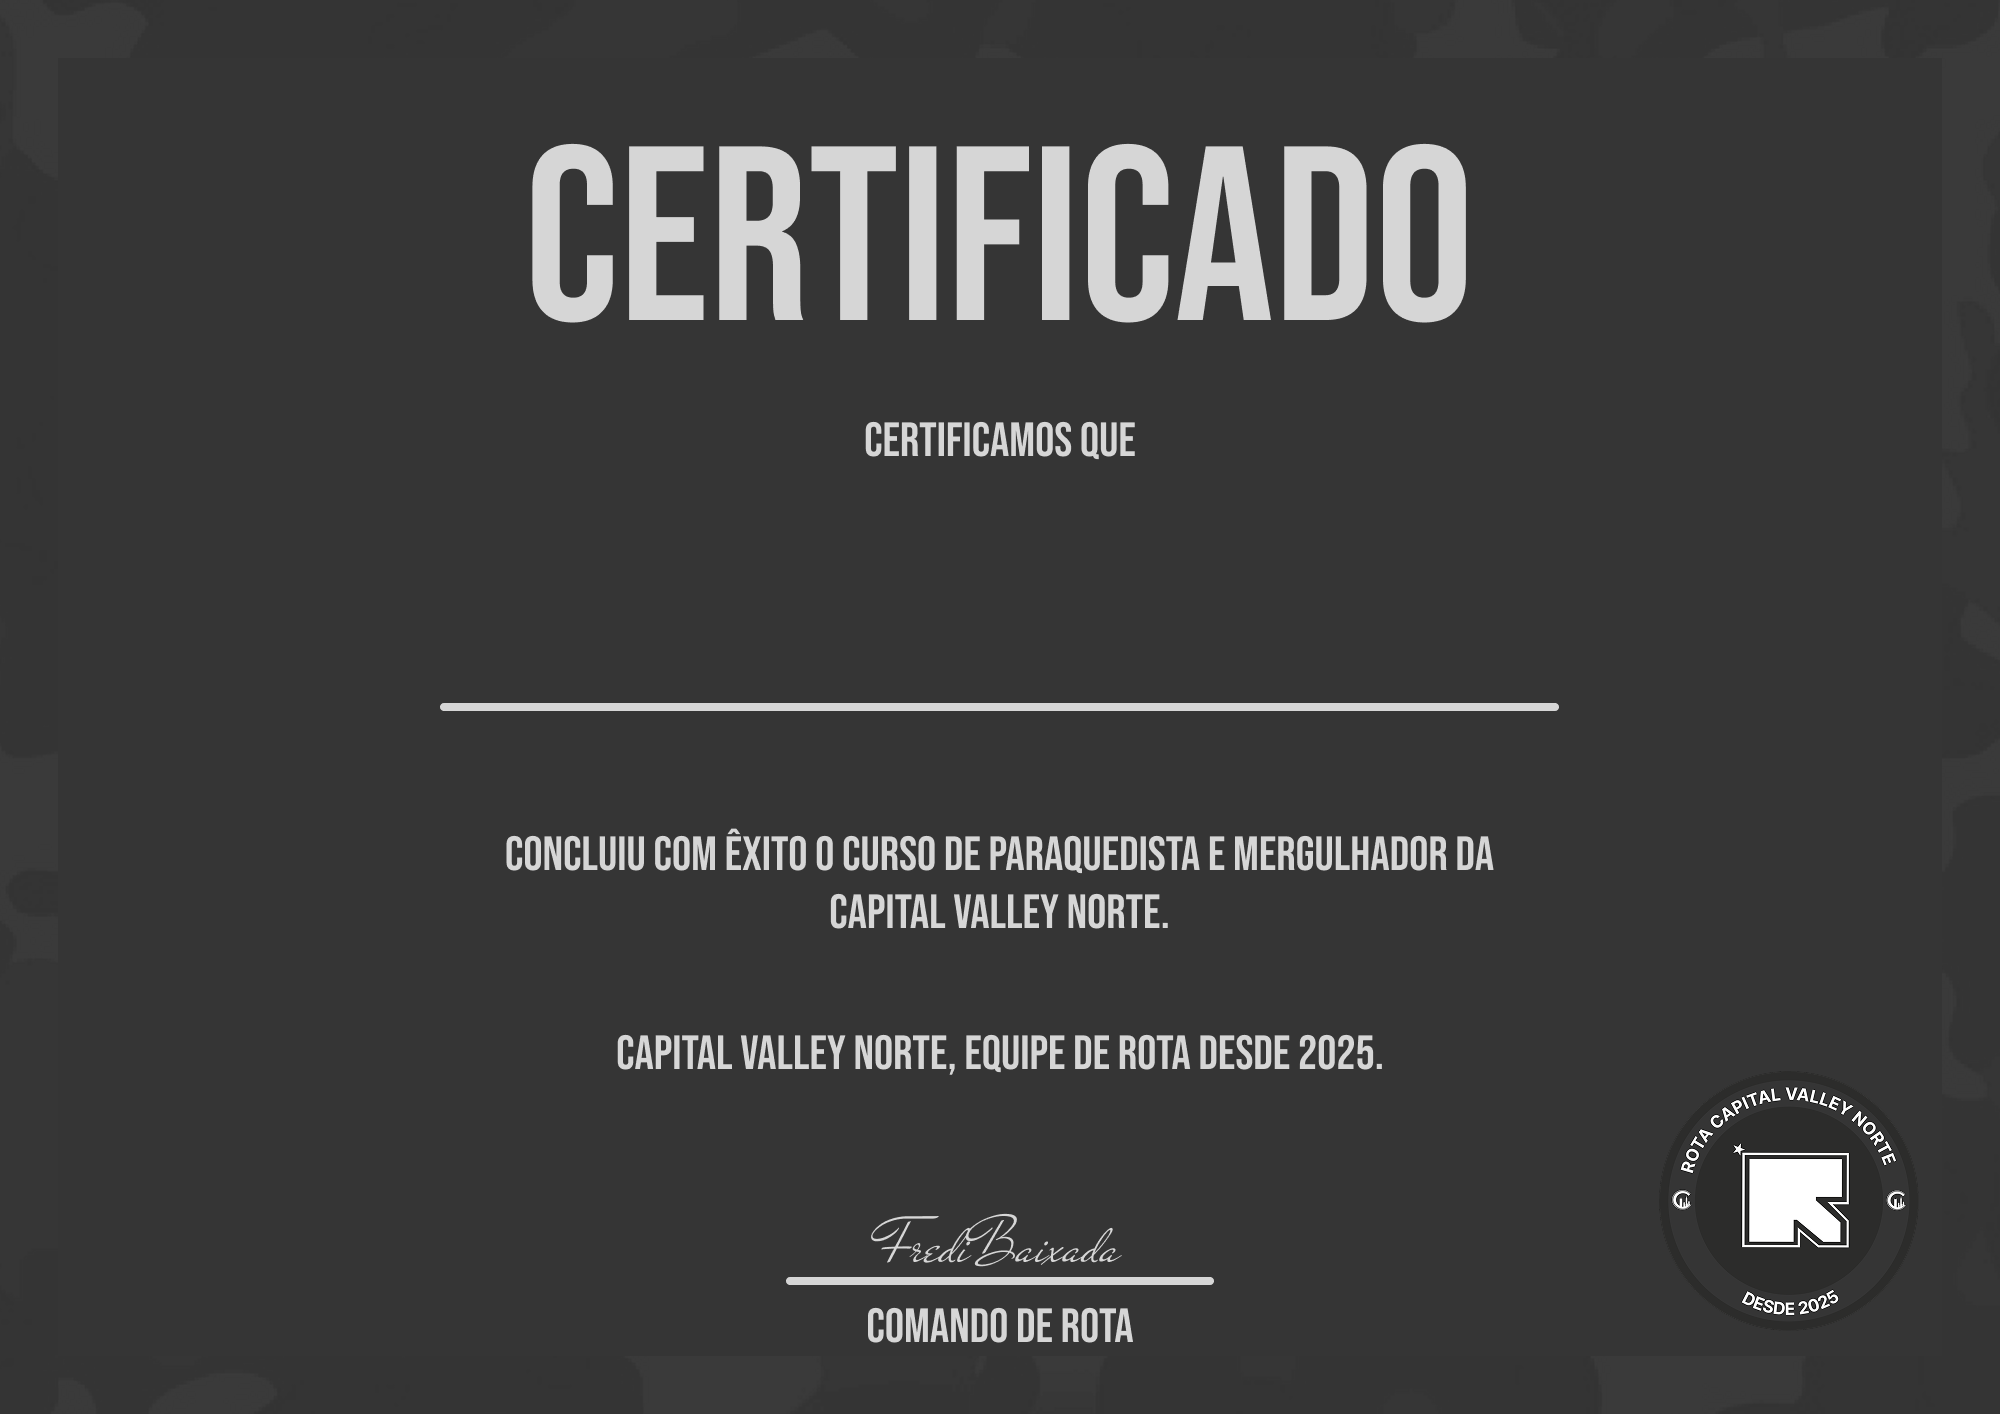 CERTIFICADO
CERTIFICAMOS QUE
CONCLUIU COM ÊXITO O CURSO DE PARAQUEDISTA E MERGULHADOR DA
CAPITAL VALLEY NORTE.
CAPITAL VALLEY NORTE, EQUIPE DE ROTA DESDE 2025.
Fredi Baixada
COMANDO DE ROTA
ROTA CAPITAL VALLEY NORTE
DESDE 2025